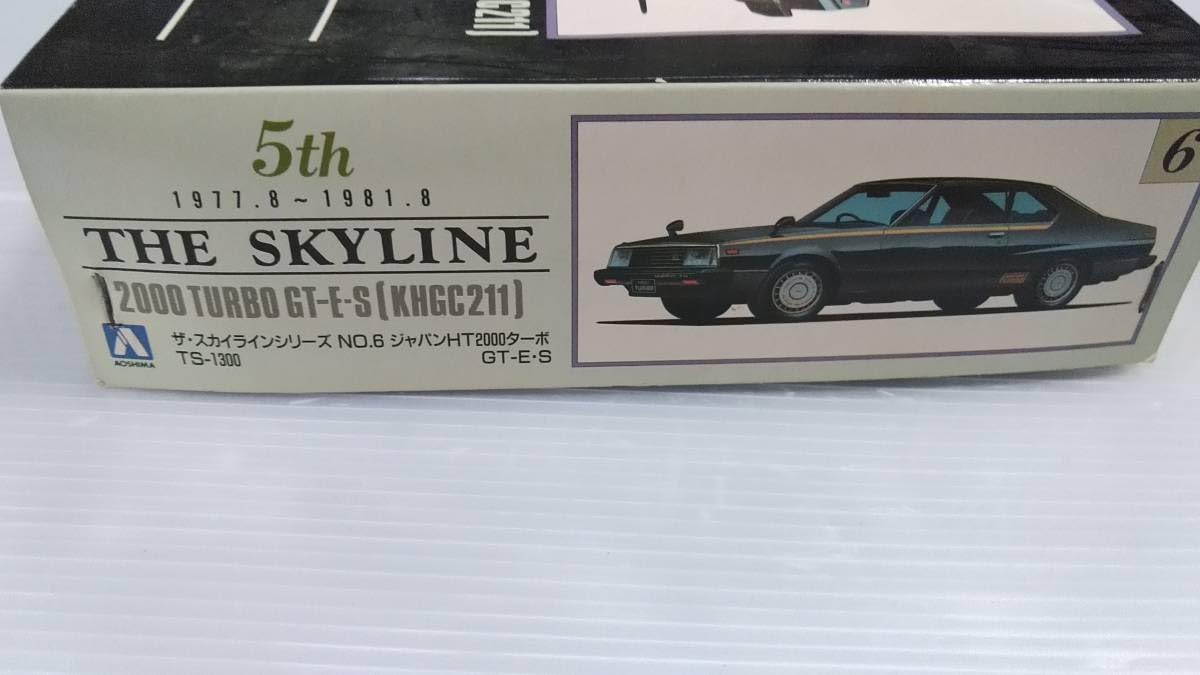 GC211)
5th
1977.8~1981.8
THE SKYLINE
2000 TURBO GT-E·S (KHGC211)
AOSHIMA
ザ・スカイラインシリーズ NO.6 ジャパンHT2000ターボ
TS-1300 GT-E・S
6